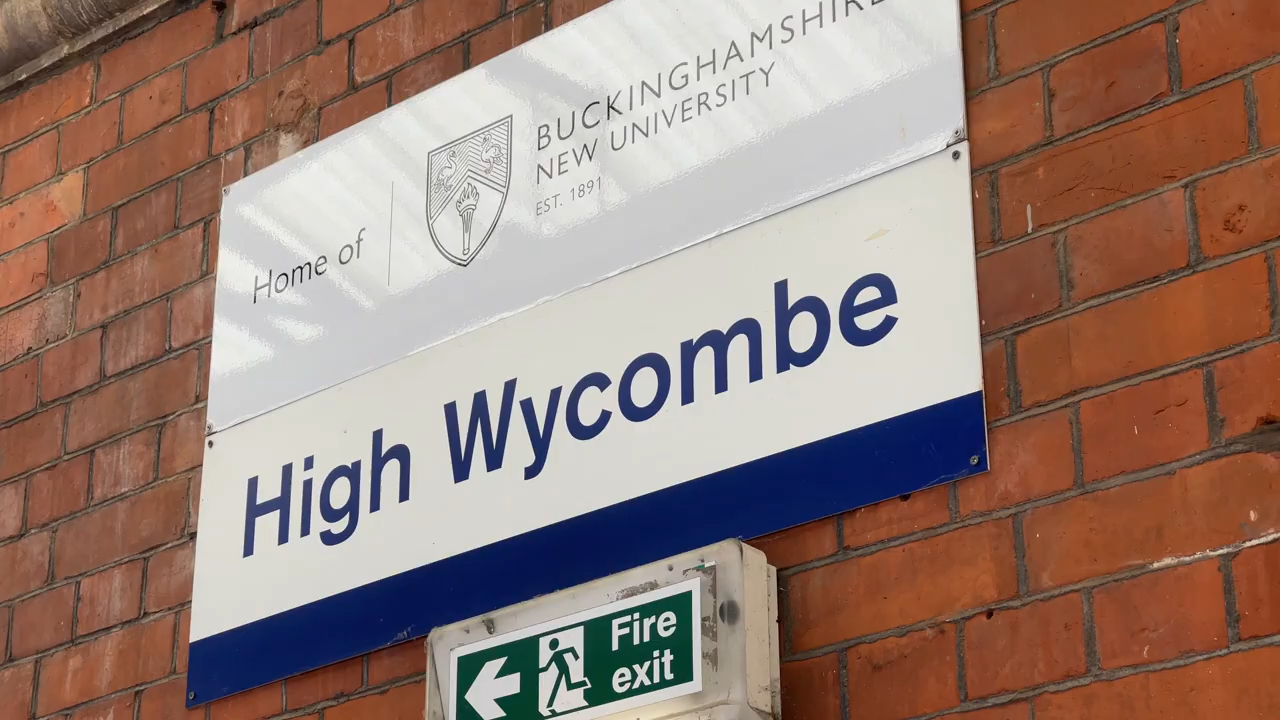 Home of
BUCKINGHAMSHIRE
NEW UNIVERSITY
EST. 1891
High Wycombe
Fire
exit